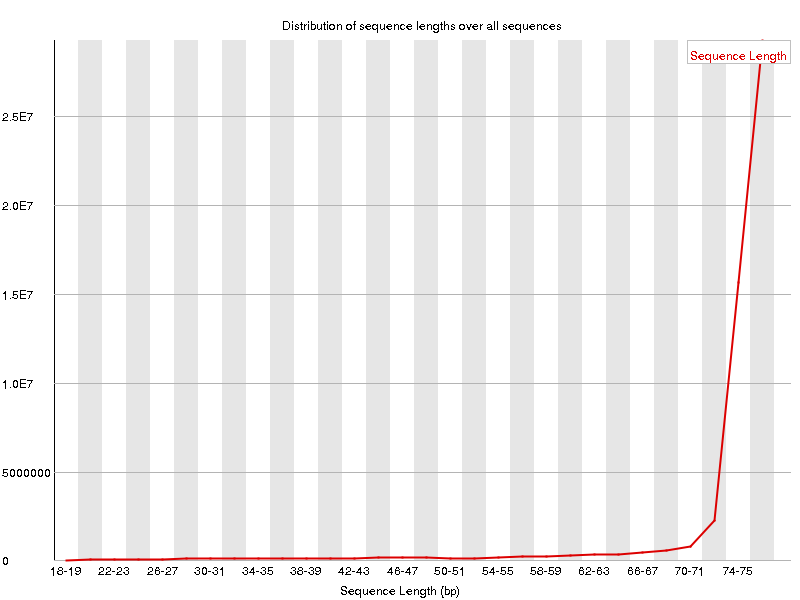 Distribution of sequence lengths over all sequences
Sequence Length
2.5E7
2.0E7
1.5E7
1.0E7
5000000
0
18-19 22-23 26-27 30-31 34-35 38-39 42-43 46-47 50-51 54-55 58-59 62-63 66-67 70-71 74-75
Sequence Length (bp)